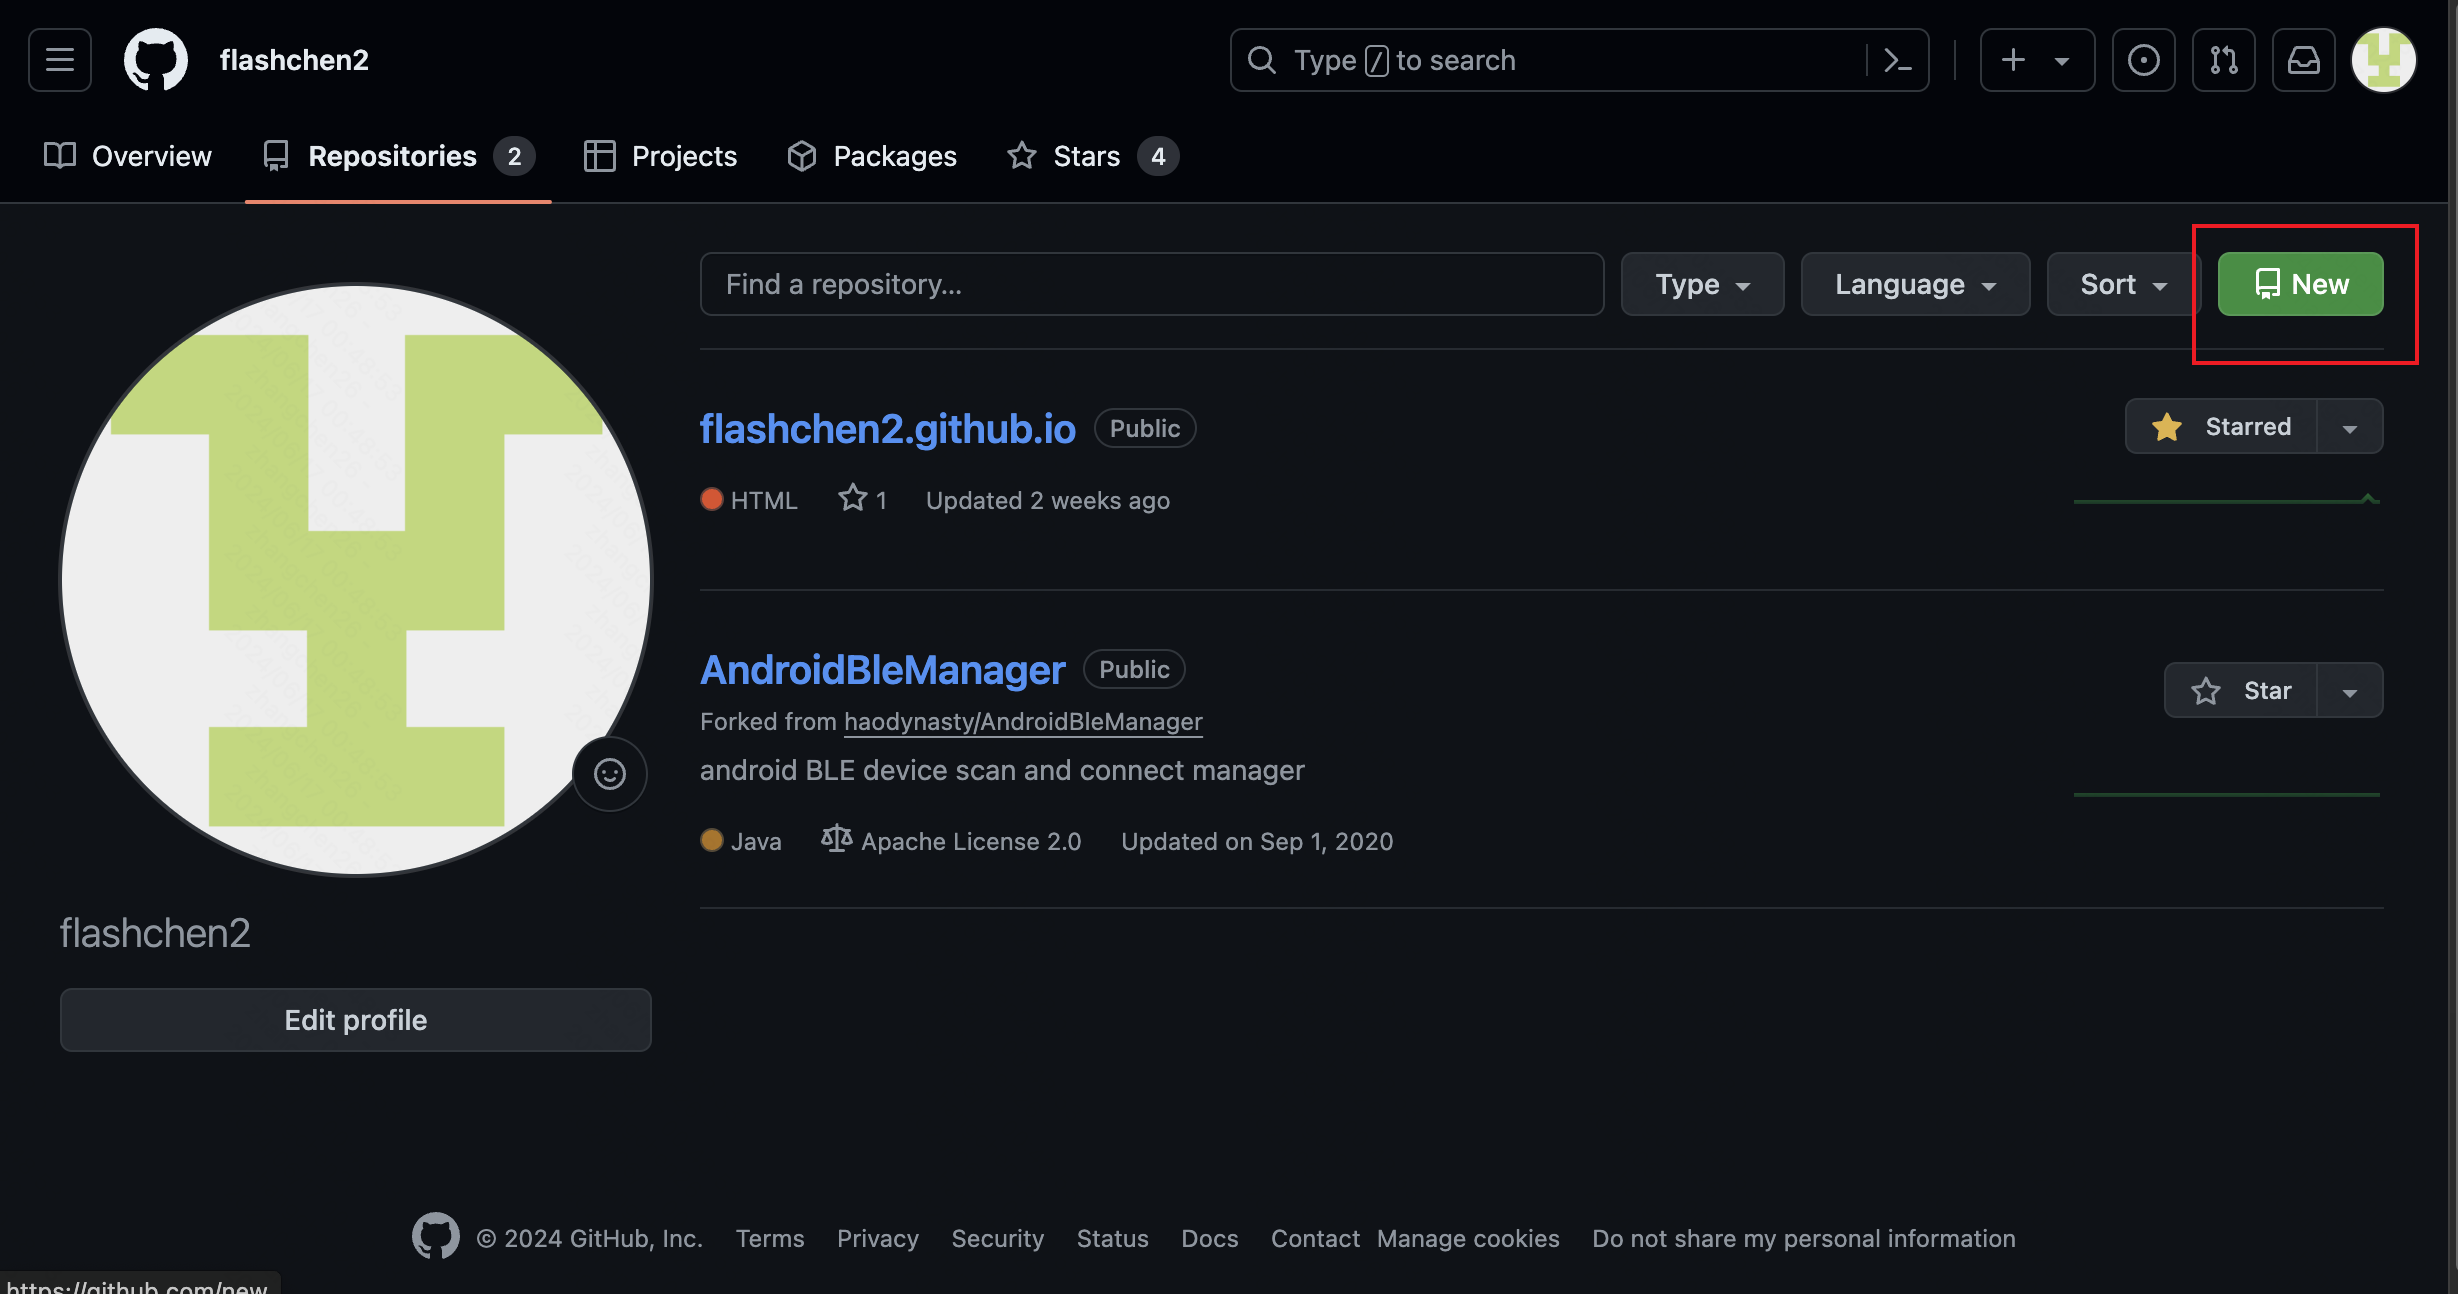 flashchen2
Type / to search
Overview
Repositories 2
Projects
Packages
Stars 4
Find a repository...
Type
Language
Sort
New
flashchen2.github.io Public
Starred
HTML 1 Updated 2 weeks ago
AndroidBleManager Public
Star
Forked from haodynasty/AndroidBleManager
android BLE device scan and connect manager
Java Apache License 2.0 Updated on Sep 1, 2020
flashchen2
Edit profile
© 2024 GitHub, Inc. Terms Privacy Security Status Docs Contact Manage cookies Do not share my personal information
https://github.com/new